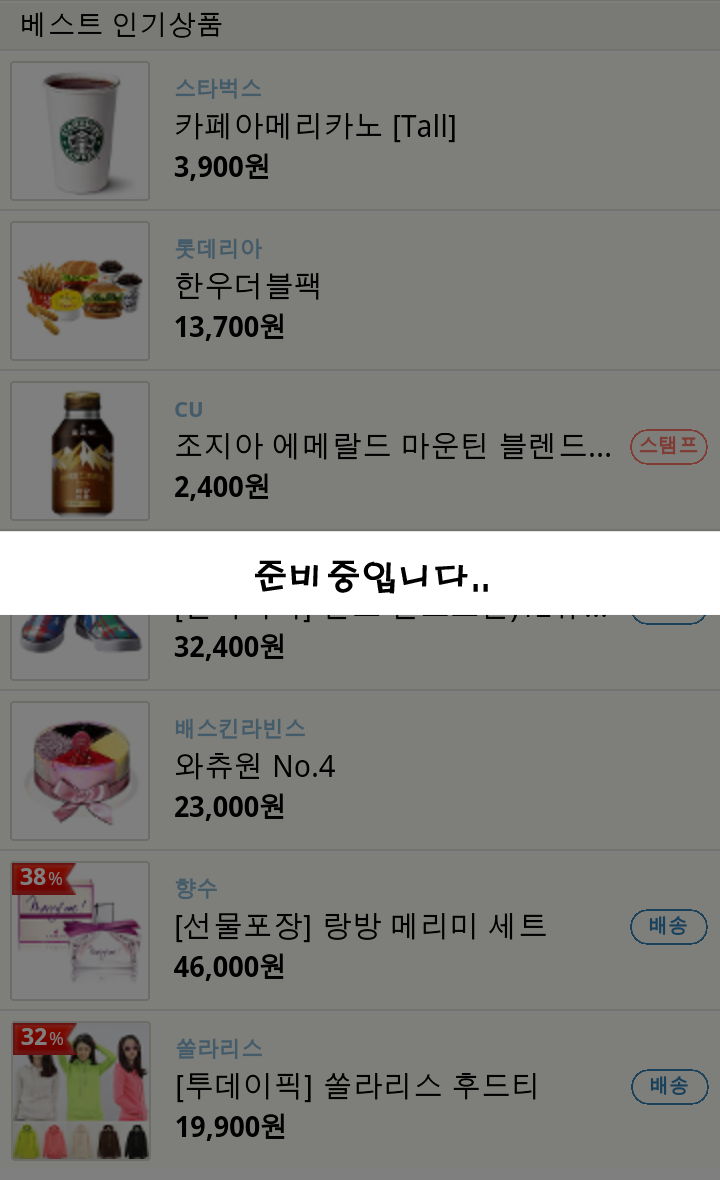 베스트 인기상품
스타벅스
카페아메리카노 [Tall]
3,900원
롯데리아
한우더블팩
13,700원
CU
조지아 에메랄드 마운틴 블렌드...
스탬프
2,400원
준비중입니다..
32,400원
배스킨라빈스
와츄원 No.4
23,000원
38%
향수
[선물포장] 랑방 메리미 세트
배송
46,000원
32%
쏠라리스
[투데이픽] 쏠라리스 후드티
배송
19,900원